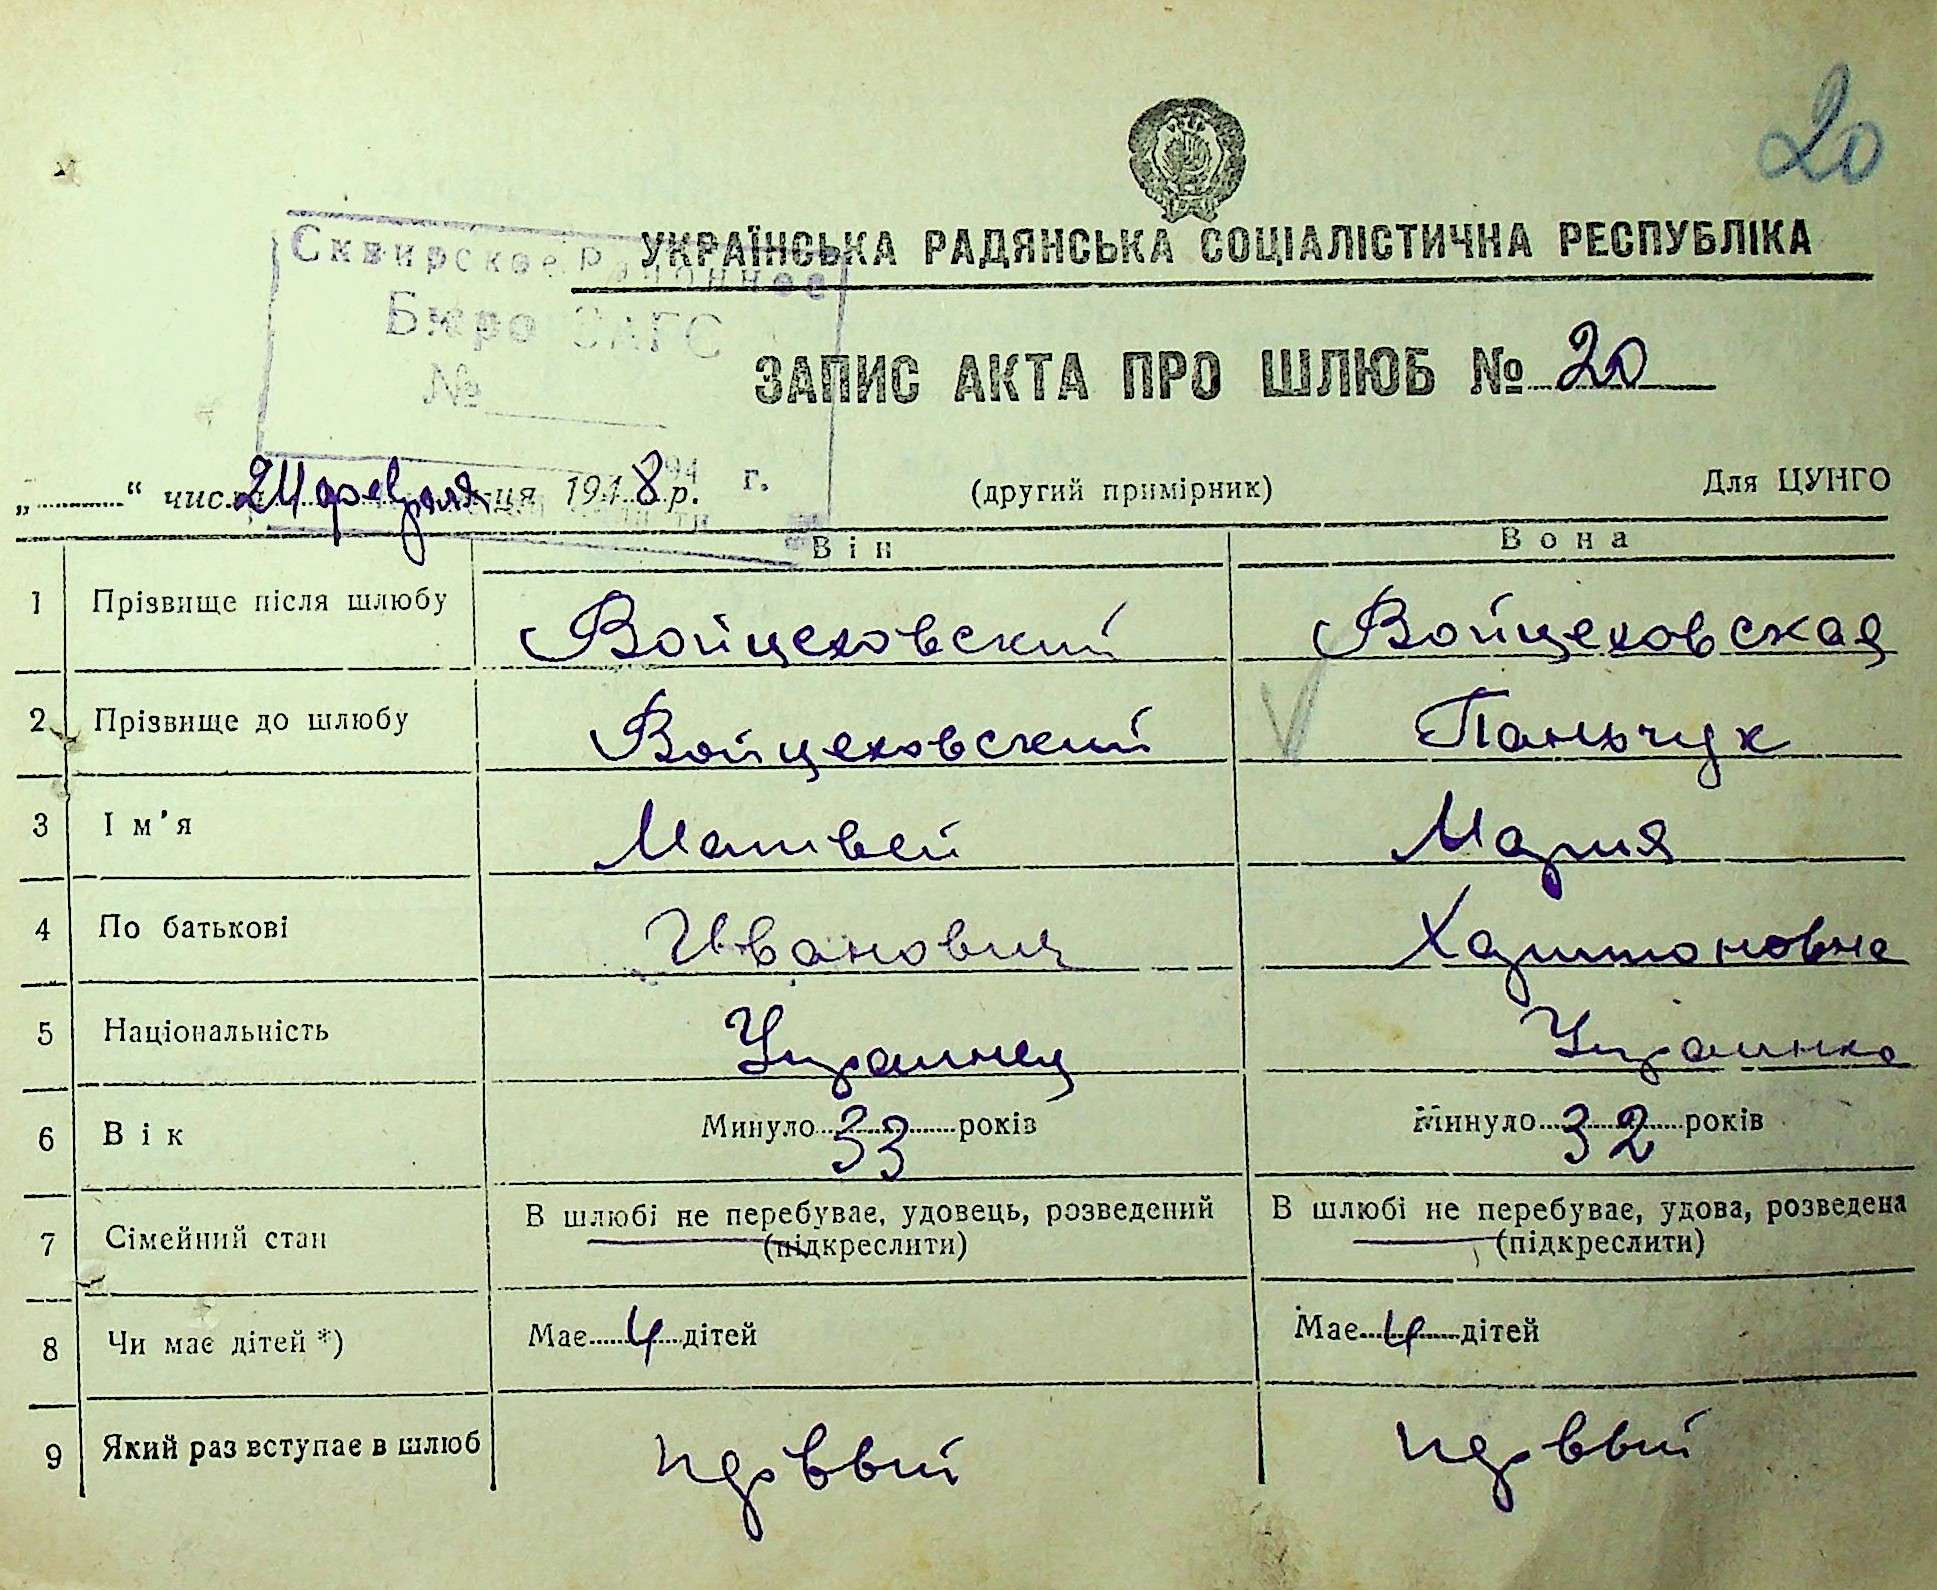 20
УКРАЇНСЬКА РАДЯНСЬКА СОЦІАЛІСТИЧНА РЕСПУБЛІКА
Сквирское Районное
Бюро ЗАГС
№
ЗАПИС АКТА ПРО ШЛЮБ № 20
„ “ числа 24 февраля ця 1948 р. 194 г. (другий примірник) Для ЦУНГО
Він Вона
1 Прізвище після шлюбу Войцеховский Войцеховская
2 Прізвище до шлюбу Войцеховский Паньчук
3 Ім'я Матвей Мария
4 По батькові Иванович Харитоновна
5 Національність Украинец Украинка
6 Вік Минуло 33 років Минуло 32 років
7 Сімейний стан В шлюбі не перебуває, удовець, розведений В шлюбі не перебуває, удова, розведена
(підкреслити) (підкреслити)
8 Чи має дітей *) Має 4 дітей Має 4 дітей
9 Який раз вступає в шлюб первый первый